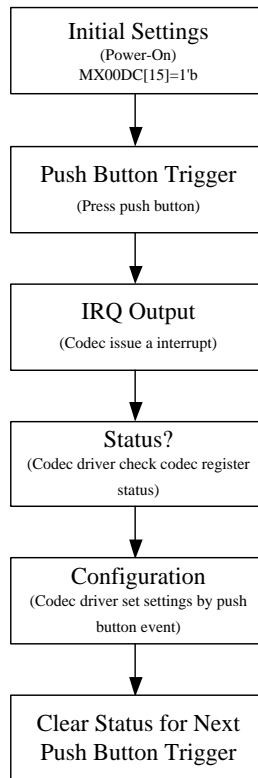 Initial Settings
(Power-On)
MX00DC[15]=1'b
Push Button Trigger
(Press push button)
IRQ Output
(Codec issue a interrupt)
Status?
(Codec driver check codec register
status)
Configuration
(Codec driver set settings by push
button event)
Clear Status for Next
Push Button Trigger